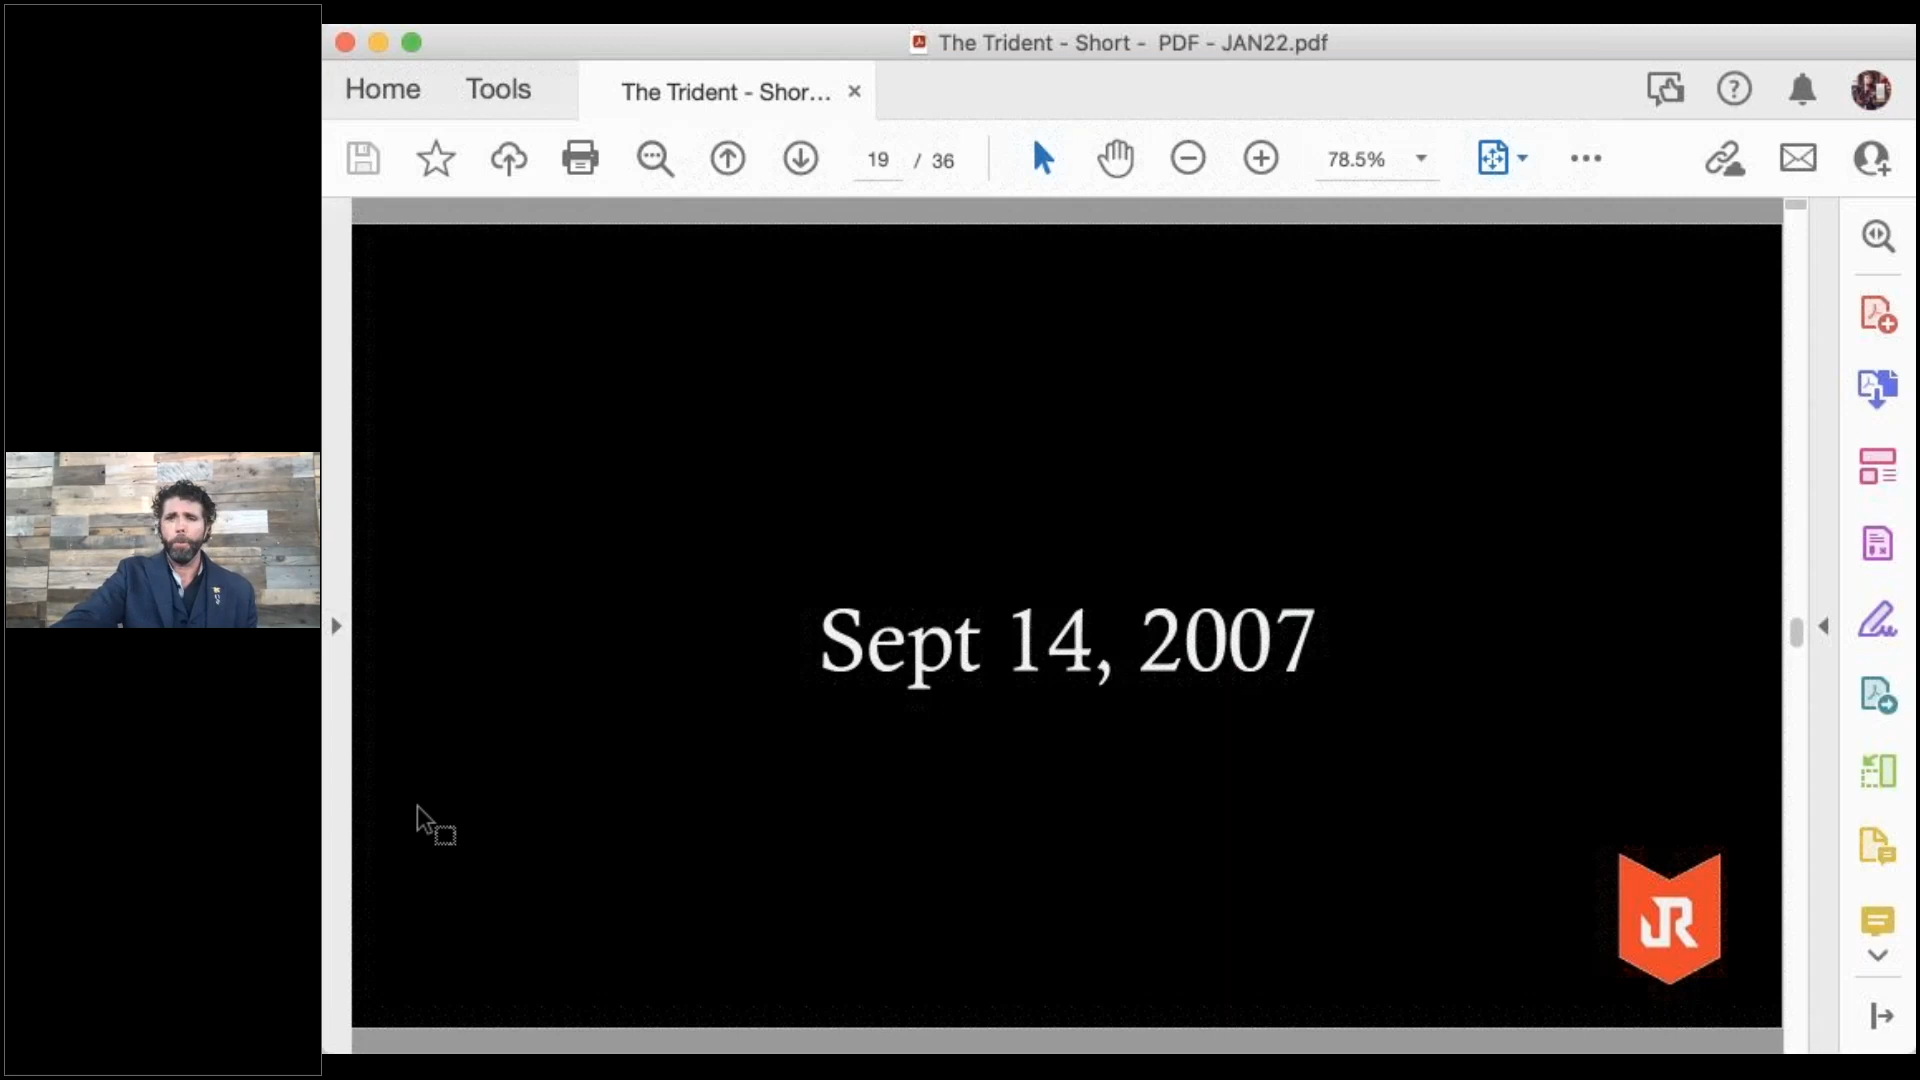 The Trident - Short - PDF - JAN22.pdf
Home Tools The Trident - Shor... ×
19 / 36 78.5%
Sept 14, 2007
JR